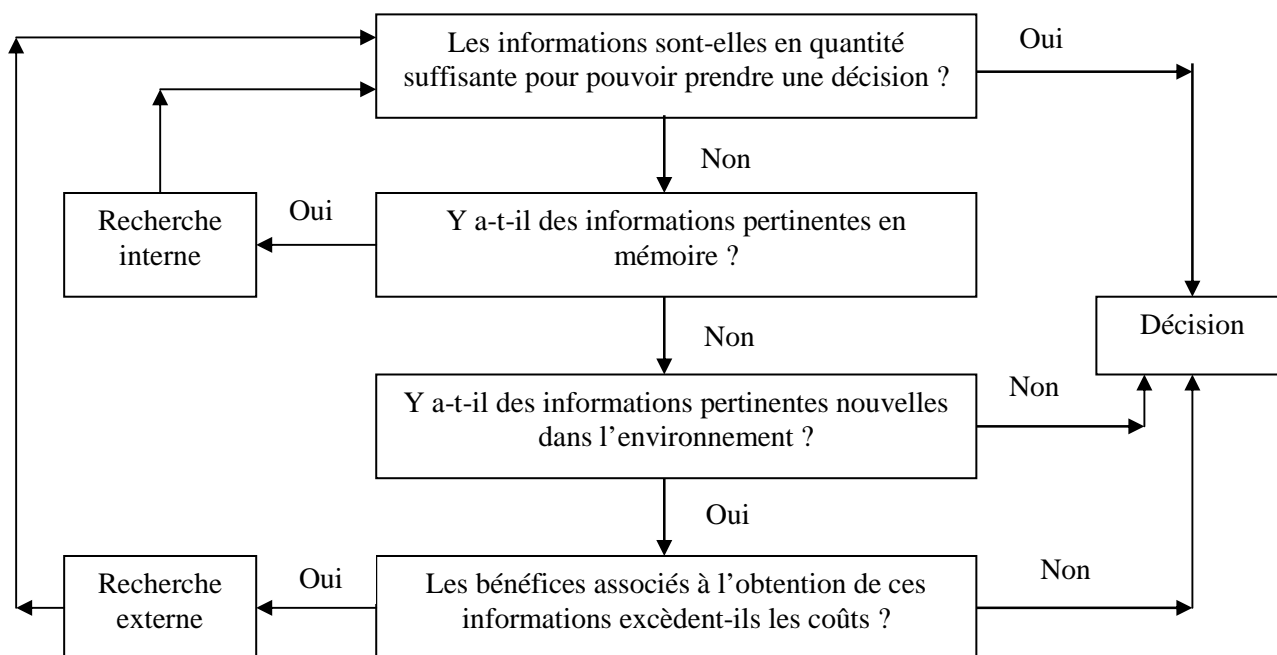 Les informations sont-elles en quantité
suffisante pour pouvoir prendre une décision ?
Oui
Non
Recherche
interne
Oui
Y a-t-il des informations pertinentes en
mémoire ?
Non
Décision
Y a-t-il des informations pertinentes nouvelles
dans l’environnement ?
Non
Oui
Recherche
externe
Oui
Les bénéfices associés à l’obtention de ces
informations excèdent-ils les coûts ?
Non